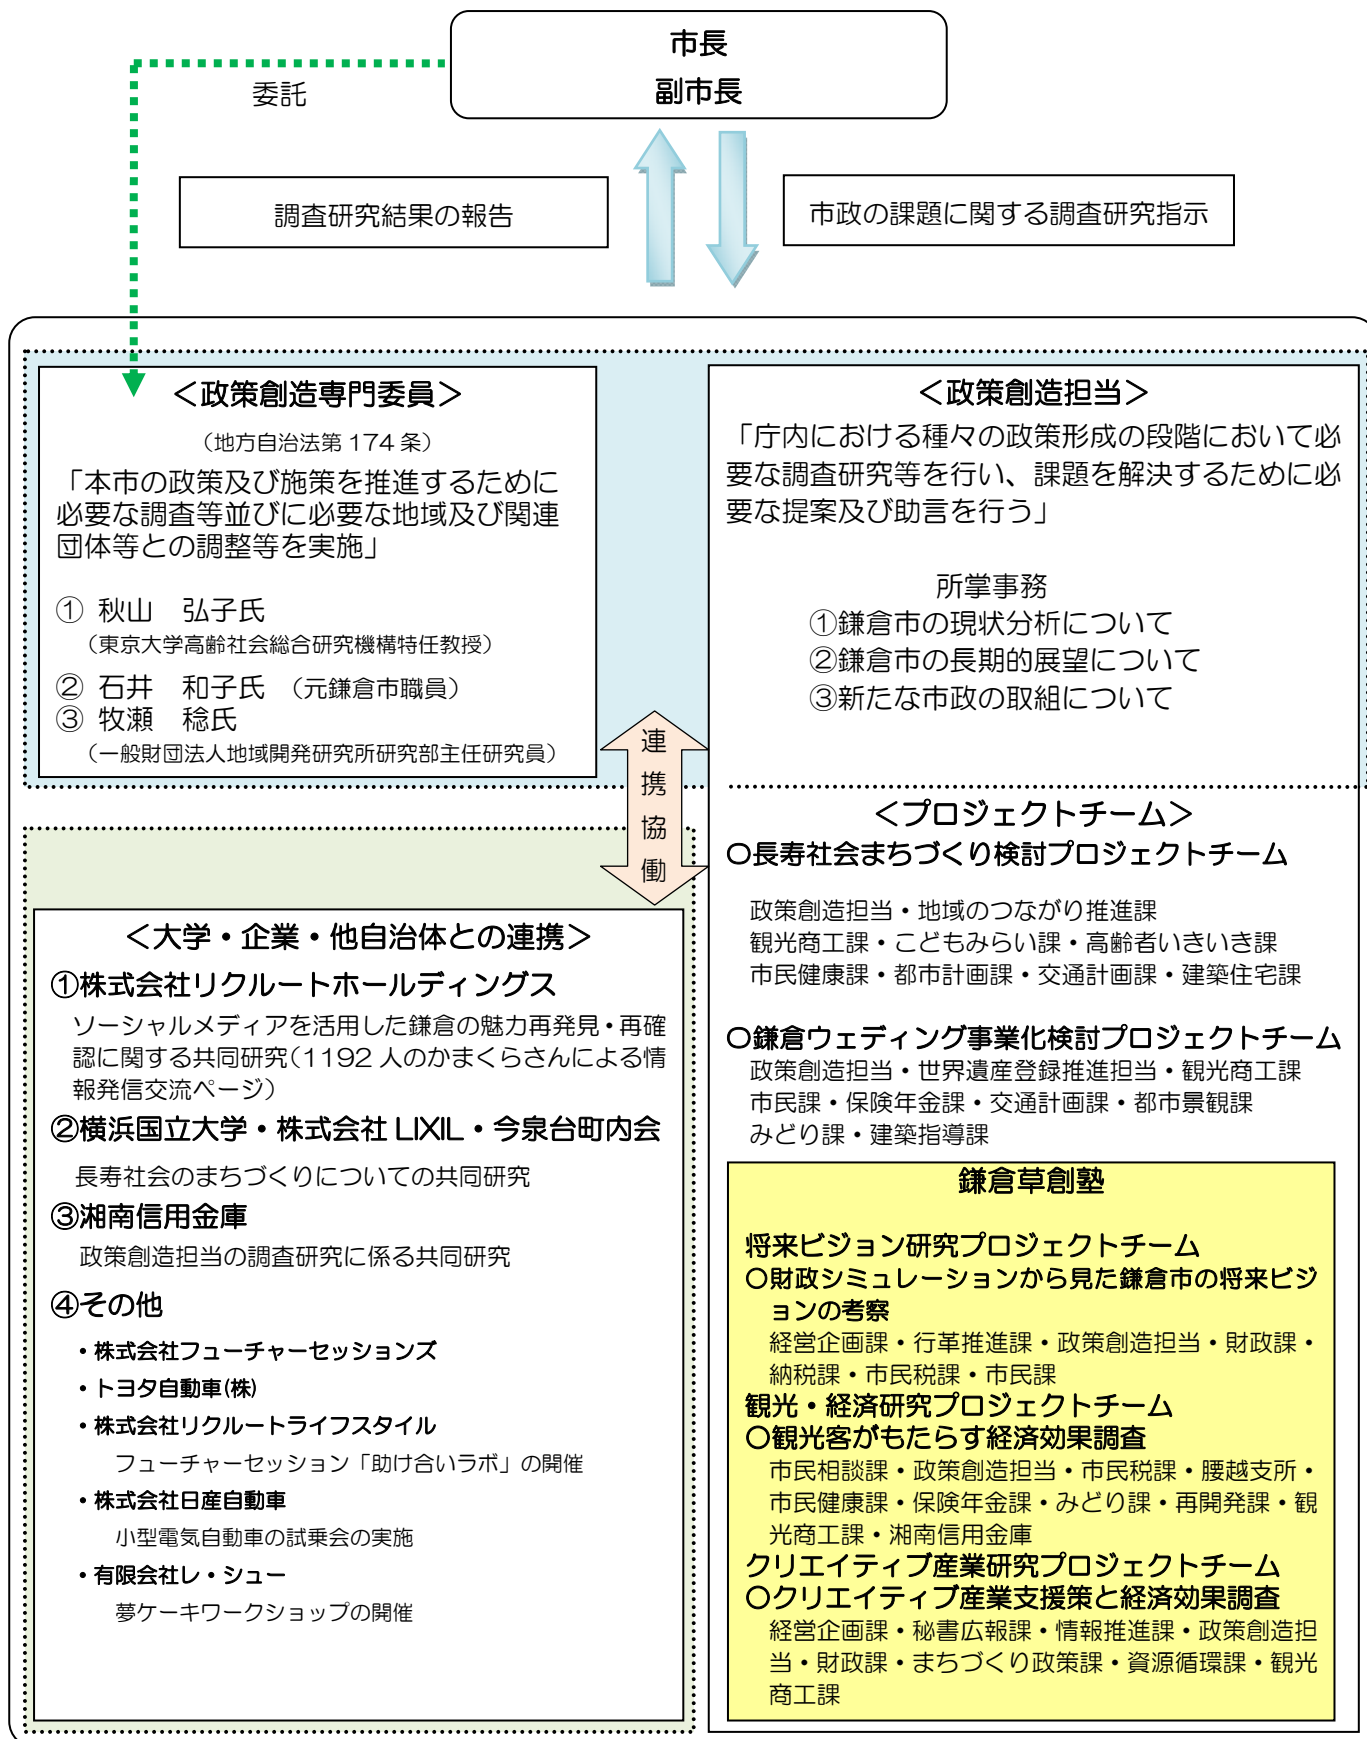 市長
副市長
委託
調査研究結果の報告
市政の課題に関する調査研究指示
＜政策創造専門委員＞
（地方自治法第 174 条）
「本市の政策及び施策を推進するために
必要な調査等並びに必要な地域及び関連
団体等との調整等を実施」
① 秋山　弘子氏
（東京大学高齢社会総合研究機構特任教授）
② 石井　和子氏 （元鎌倉市職員）
③ 牧瀬　稔氏
（一般財団法人地域開発研究所研究部主任研究員）
＜政策創造担当＞
「庁内における種々の政策形成の段階において必
要な調査研究等を行い、課題を解決するために必
要な提案及び助言を行う」
所掌事務
①鎌倉市の現状分析について
②鎌倉市の長期的展望について
③新たな市政の取組について
連
携
協
働
＜大学・企業・他自治体との連携＞
①株式会社リクルートホールディングス
ソーシャルメディアを活用した鎌倉の魅力再発見・再確
認に関する共同研究（1192 人のかまくらさんによる情
報発信交流ページ）
②横浜国立大学・株式会社 LIXIL・今泉台町内会
長寿社会のまちづくりについての共同研究
③湘南信用金庫
政策創造担当の調査研究に係る共同研究
④その他
・株式会社フューチャーセッションズ
・トヨタ自動車(株)
・株式会社リクルートライフスタイル
フューチャーセッション「助け合いラボ」の開催
・株式会社日産自動車
小型電気自動車の試乗会の実施
・有限会社レ・シュー
夢ケーキワークショップの開催
＜プロジェクトチーム＞
〇長寿社会まちづくり検討プロジェクトチーム
政策創造担当・地域のつながり推進課
観光商工課・こどもみらい課・高齢者いきいき課
市民健康課・都市計画課・交通計画課・建築住宅課
〇鎌倉ウェディング事業化検討プロジェクトチーム
政策創造担当・世界遺産登録推進担当・観光商工課
市民課・保険年金課・交通計画課・都市景観課
みどり課・建築指導課
鎌倉草創塾
将来ビジョン研究プロジェクトチーム
〇財政シミュレーションから見た鎌倉市の将来ビジ
ョンの考察
経営企画課・行革推進課・政策創造担当・財政課・
納税課・市民税課・市民課
観光・経済研究プロジェクトチーム
〇観光客がもたらす経済効果調査
市民相談課・政策創造担当・市民税課・腰越支所・
市民健康課・保険年金課・みどり課・再開発課・観
光商工課・湘南信用金庫
クリエイティブ産業研究プロジェクトチーム
〇クリエイティブ産業支援策と経済効果調査
経営企画課・秘書広報課・情報推進課・政策創造担
当・財政課・まちづくり政策課・資源循環課・観光
商工課